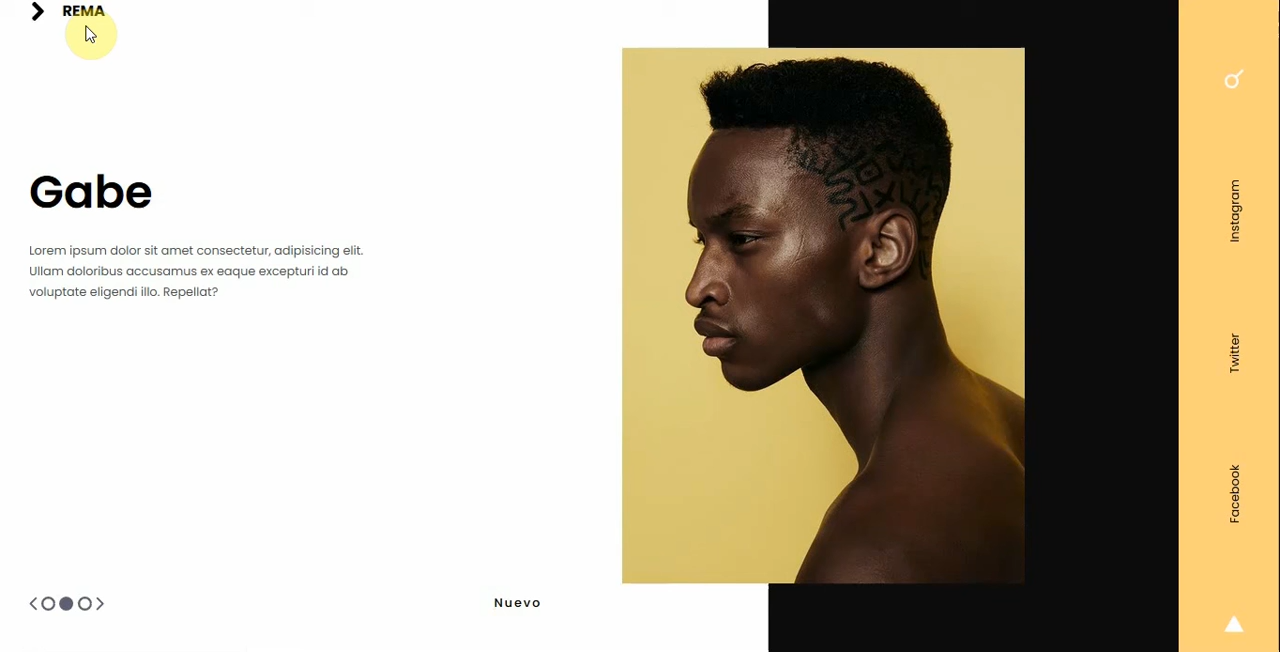 REMA
Gabe
Lorem ipsum dolor sit amet consectetur, adipisicing elit.
Ullam doloribus accusamus ex eaque excepturi id ab
voluptate eligendi illo. Repellat?
Nuevo
Instagram
Twitter
Facebook